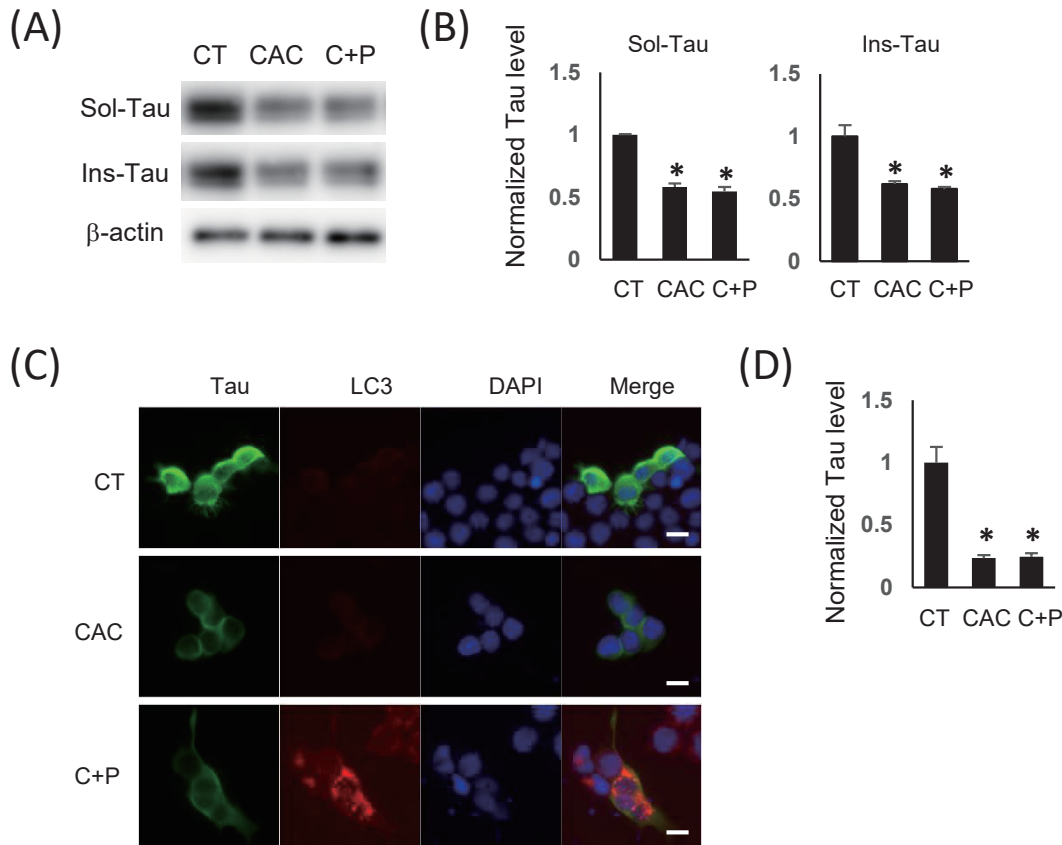 (A)
CT CAC C+P
Sol-Tau
Ins-Tau
β-actin
(B)
Sol-Tau
Normalized Tau level
1.5
1
0.5
0
* *
CT CAC C+P
Ins-Tau
1.5
1
0.5
0
* *
CT CAC C+P
(C)
Tau LC3 DAPI Merge
CT
CAC
C+P
(D)
Normalized Tau level
1.5
1
0.5
0
* *
CT CAC C+P